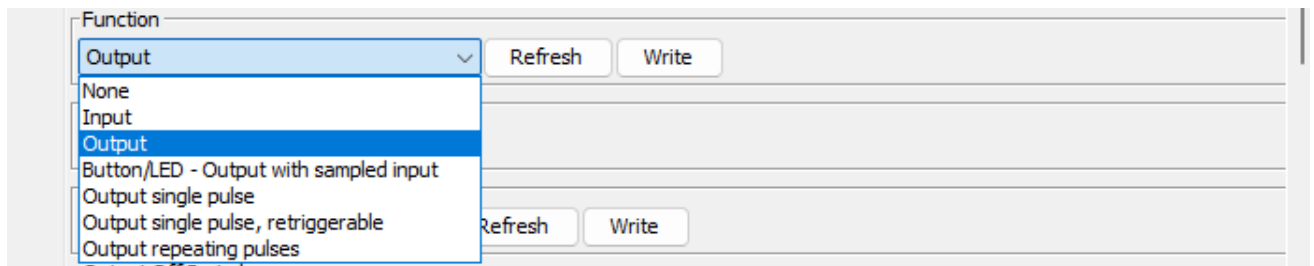 Function
Output Refresh Write
None
Input
Output
Button/LED - Output with sampled input
Output single pulse
Output single pulse, retriggerable
Refresh Write
Output repeating pulses